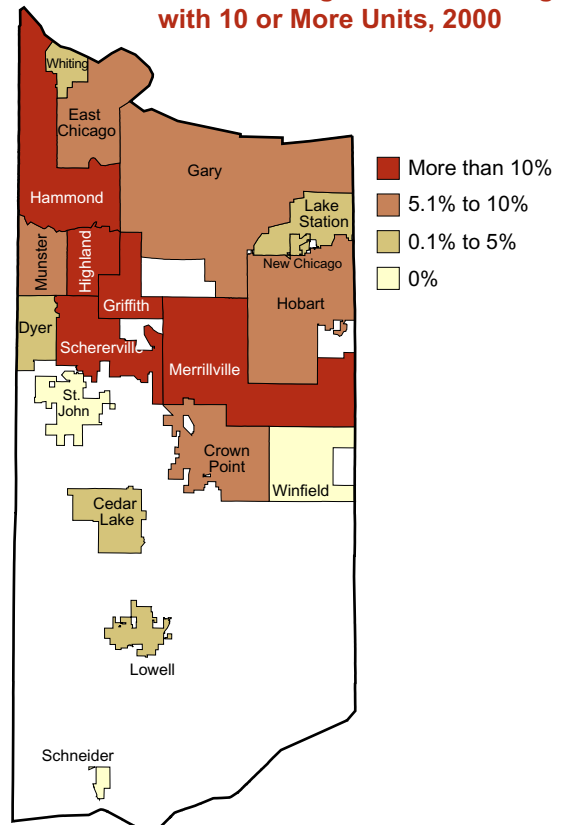 with 10 or More Units, 2000
Whiting
East
Chicago
Gary
Hammond
Lake
Station
New Chicago
Munster
Highland
Griffith
Hobart
Dyer
Schererville
Merrillville
St.
John
Crown
Point
Winfield
Cedar
Lake
Lowell
Schneider
More than 10%
5.1% to 10%
0.1% to 5%
0%